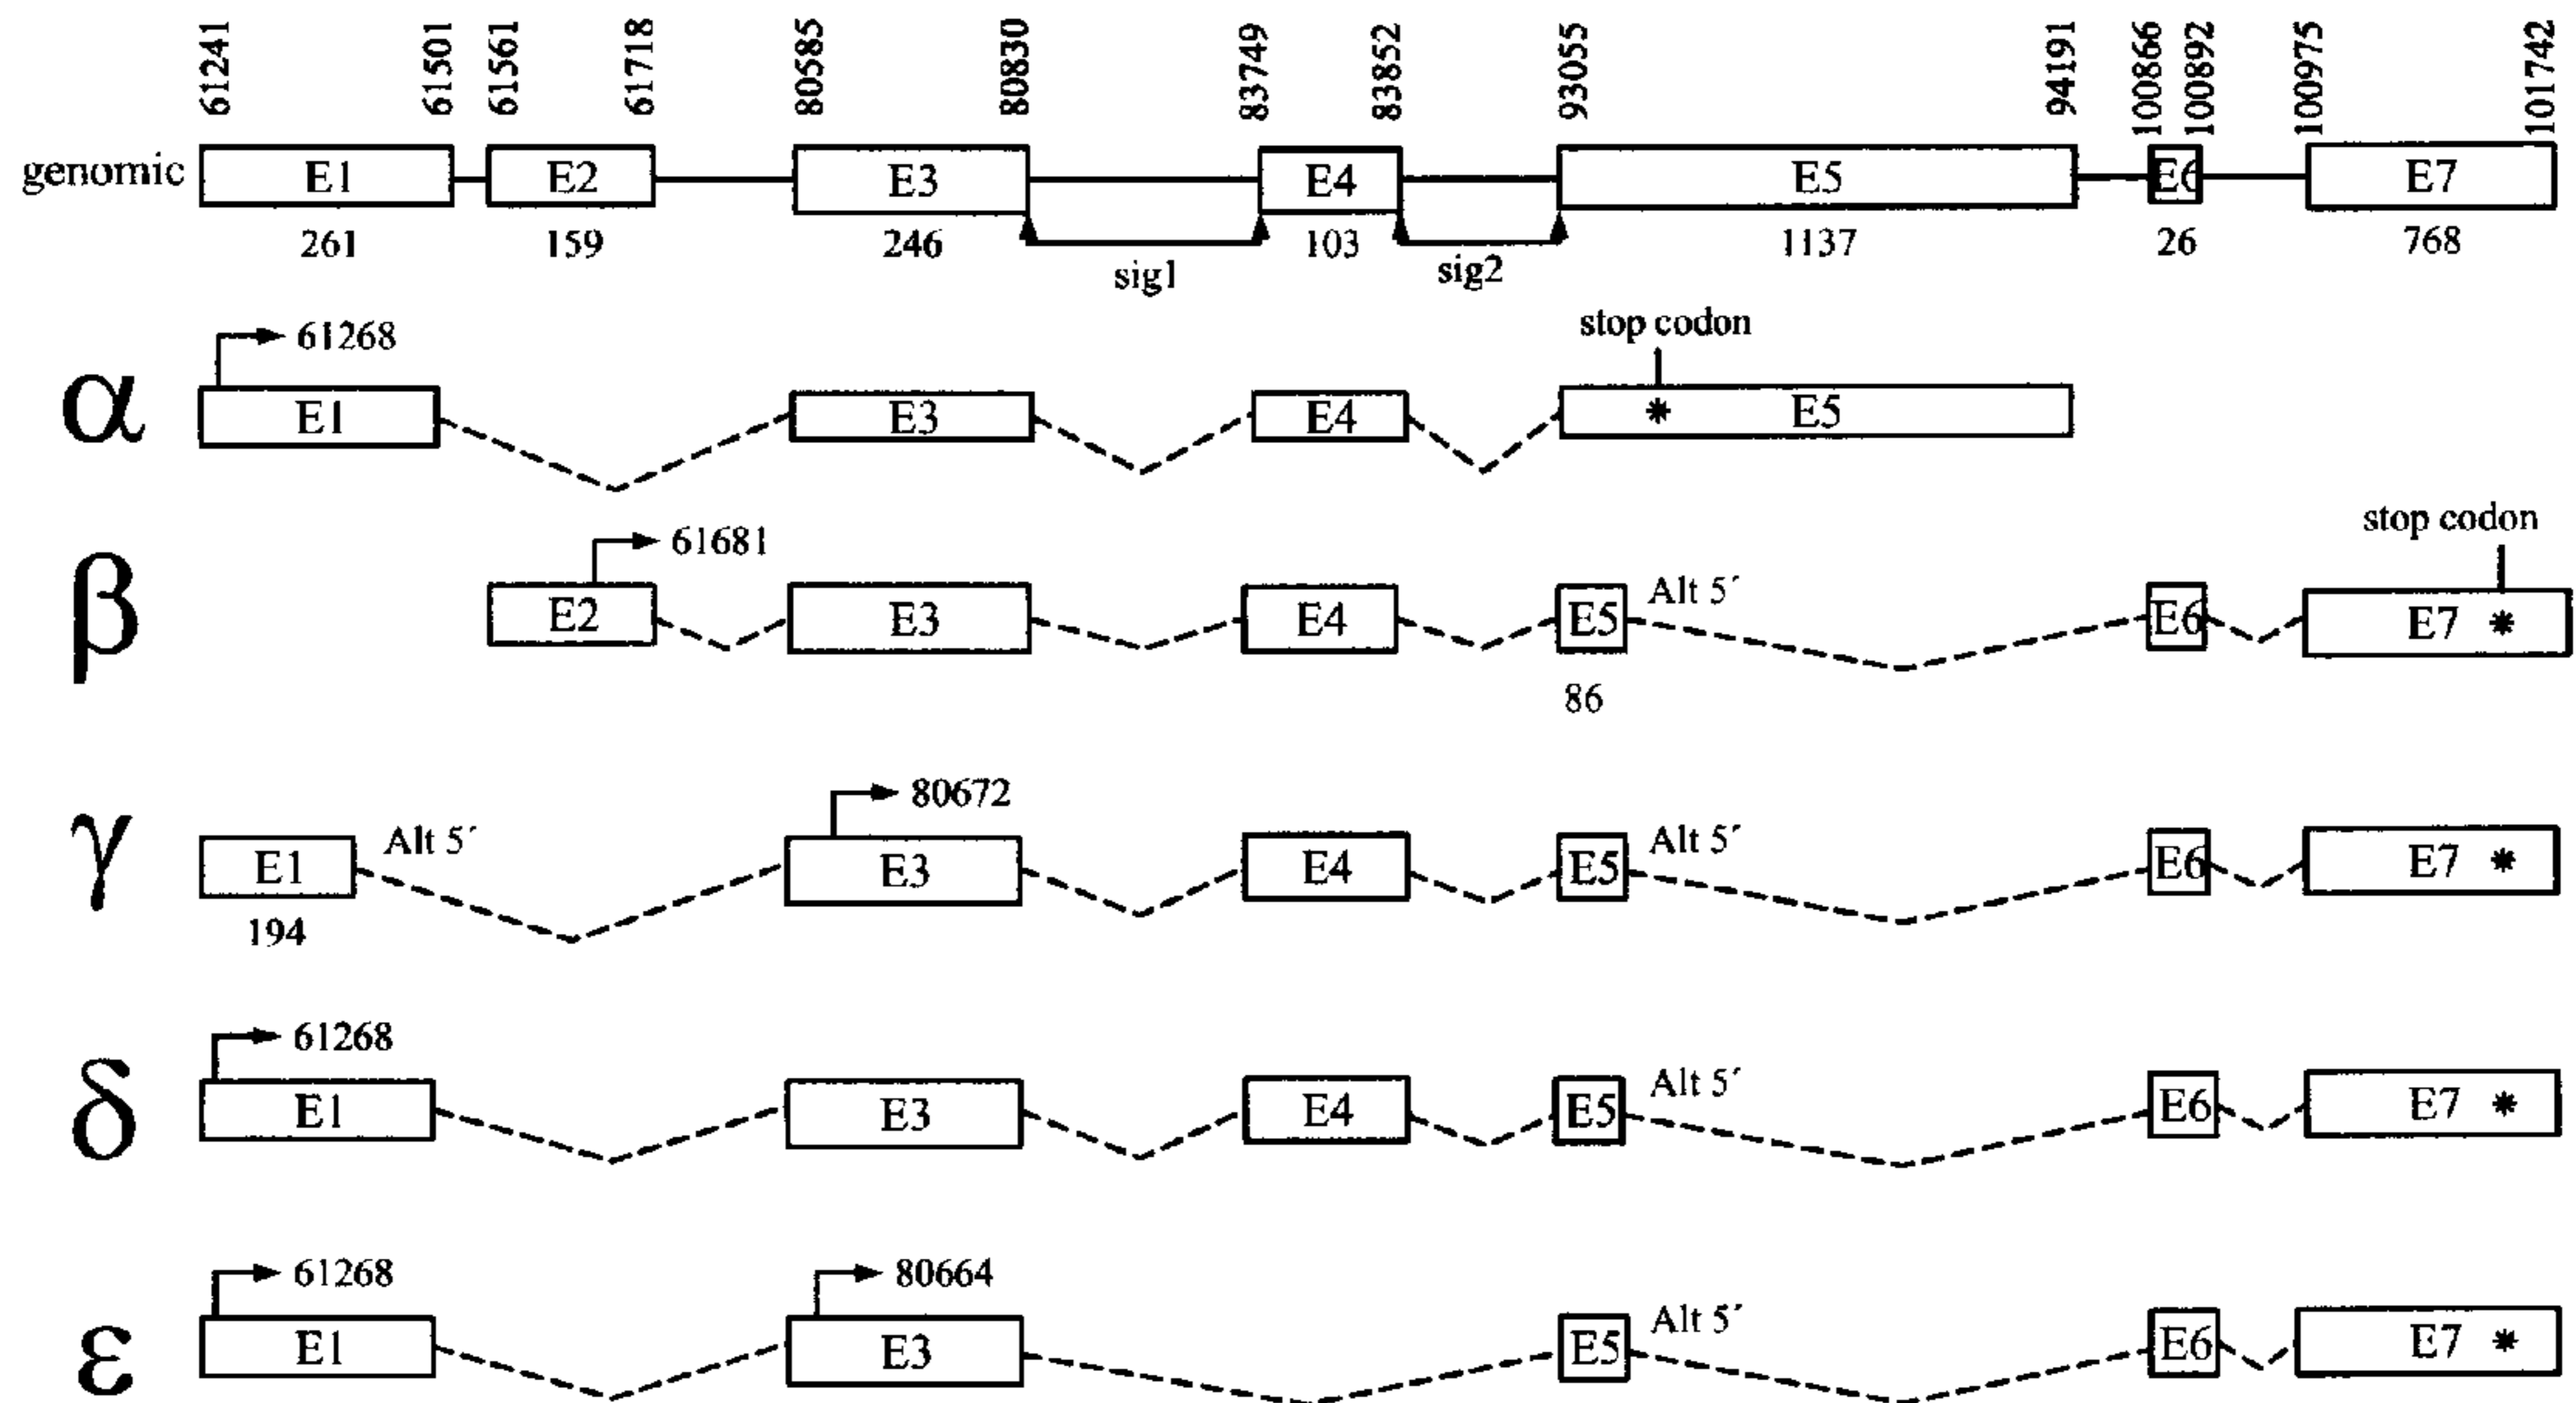 61241 61501 61561 61718 80585 80830 83749 83852 93055 94191 100866 100892 100975 101742
genomic E1 E2 E3 E4 E5 E6 E7
261 159 246 103 1137 26 768
sig1 sig2
61268 stop codon
α E1 E3 E4 * E5
61681 stop codon
β E2 E3 E4 E5 Alt 5′ E6 E7 *
86
80672
γ E1 Alt 5′ E3 E4 E5 Alt 5′ E6 E7 *
194
61268
δ E1 E3 E4 E5 Alt 5′ E6 E7 *
61268 80664
ε E1 E3 E5 Alt 5′ E6 E7 *